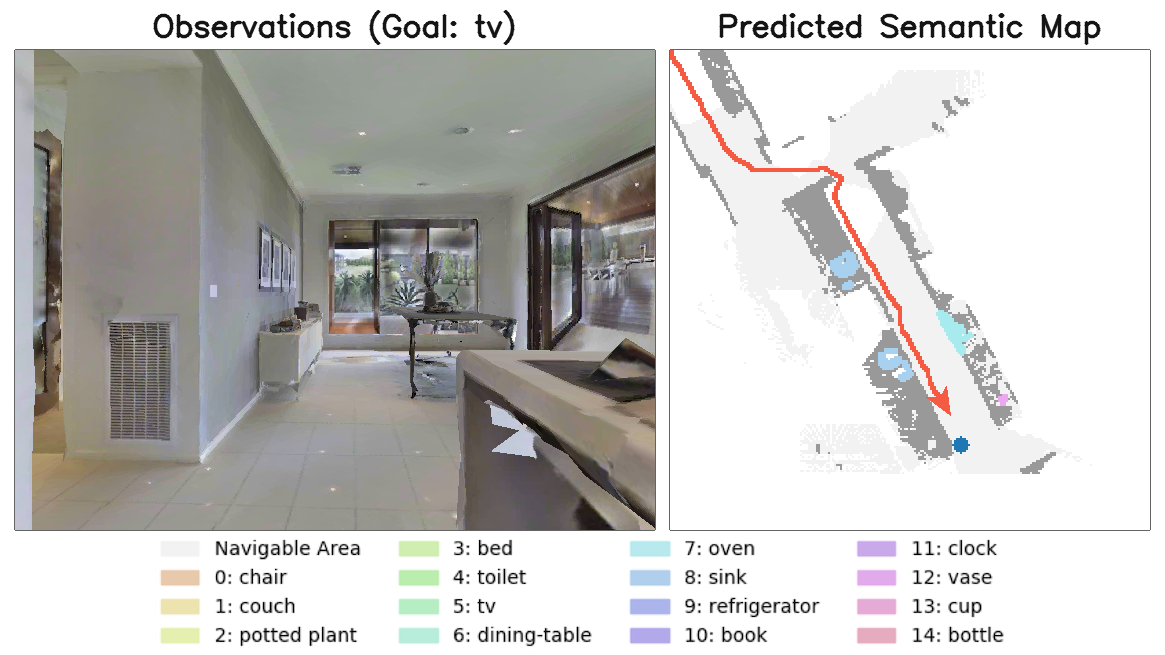 Observations (Goal: tv)
Predicted Semantic Map
Navigable Area
0: chair
1: couch
2: potted plant
3: bed
4: toilet
5: tv
6: dining-table
7: oven
8: sink
9: refrigerator
10: book
11: clock
12: vase
13: cup
14: bottle